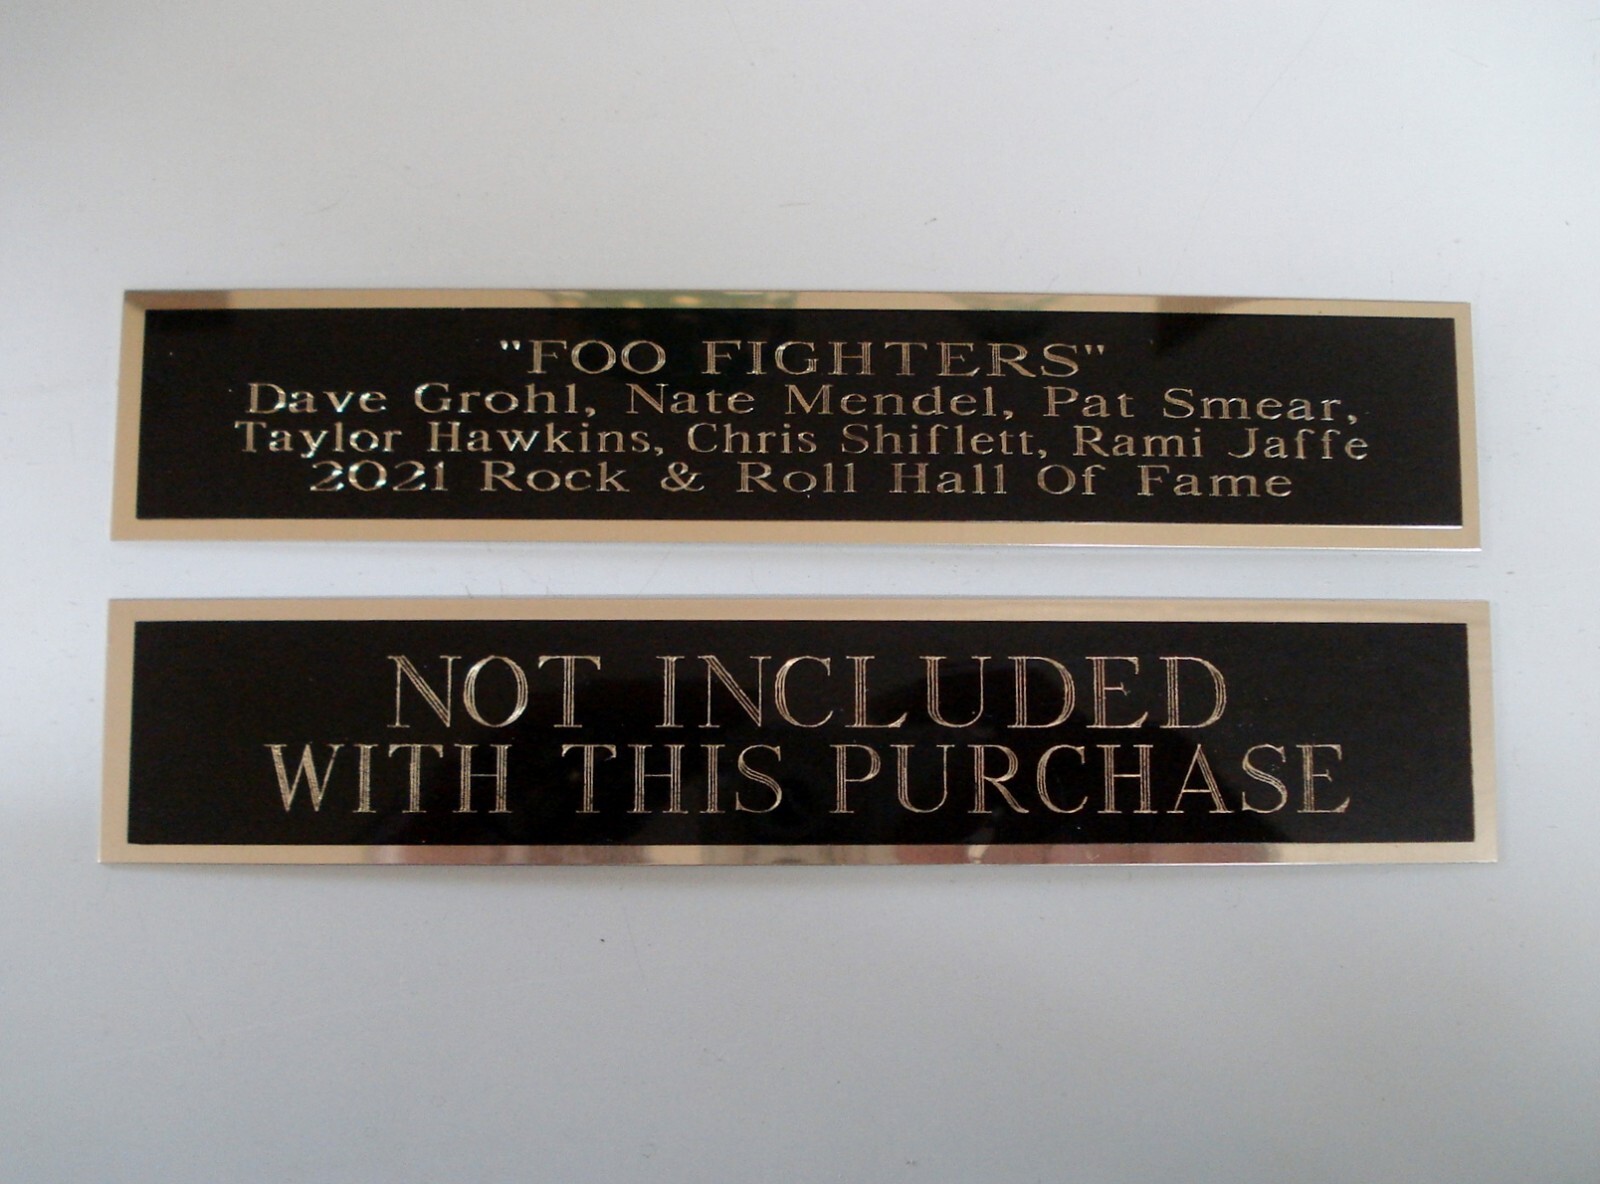 "FOO FIGHTERS"
Dave Grohl, Nate Mendel, Pat Smear,
Taylor Hawkins, Chris Shiflett, Rami Jaffe
2021 Rock & Roll Hall Of Fame
NOT INCLUDED
WITH THIS PURCHASE